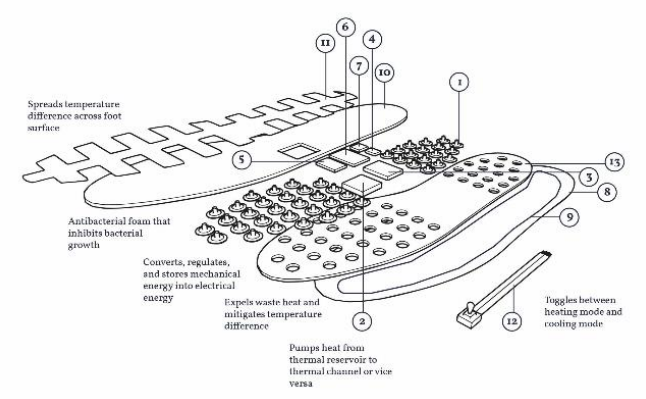 6
11
4
7
10
1
Spreads temperature
difference across foot
surface
5
13
3
8
9
Antibacterial foam that
inhibits bacterial
growth
Converts, regulates,
and stores mechanical
energy into electrical
energy
Expels waste heat and
mitigates temperature
difference
2
12
Toggles between
heating mode and
cooling mode
Pumps heat from
thermal reservoir to
thermal channel or vice
versa